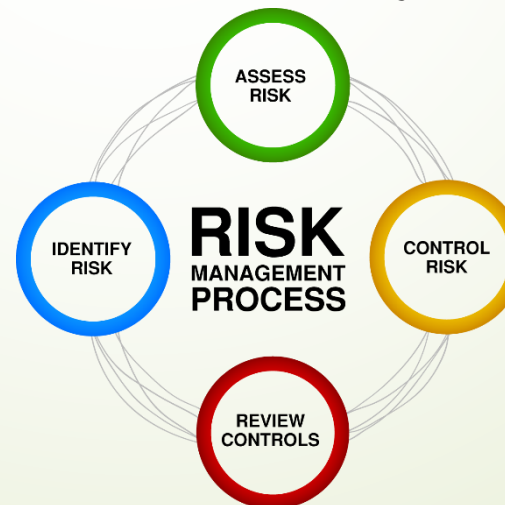 ASSESS
RISK
IDENTIFY
RISK
RISK
MANAGEMENT
PROCESS
CONTROL
RISK
REVIEW
CONTROLS